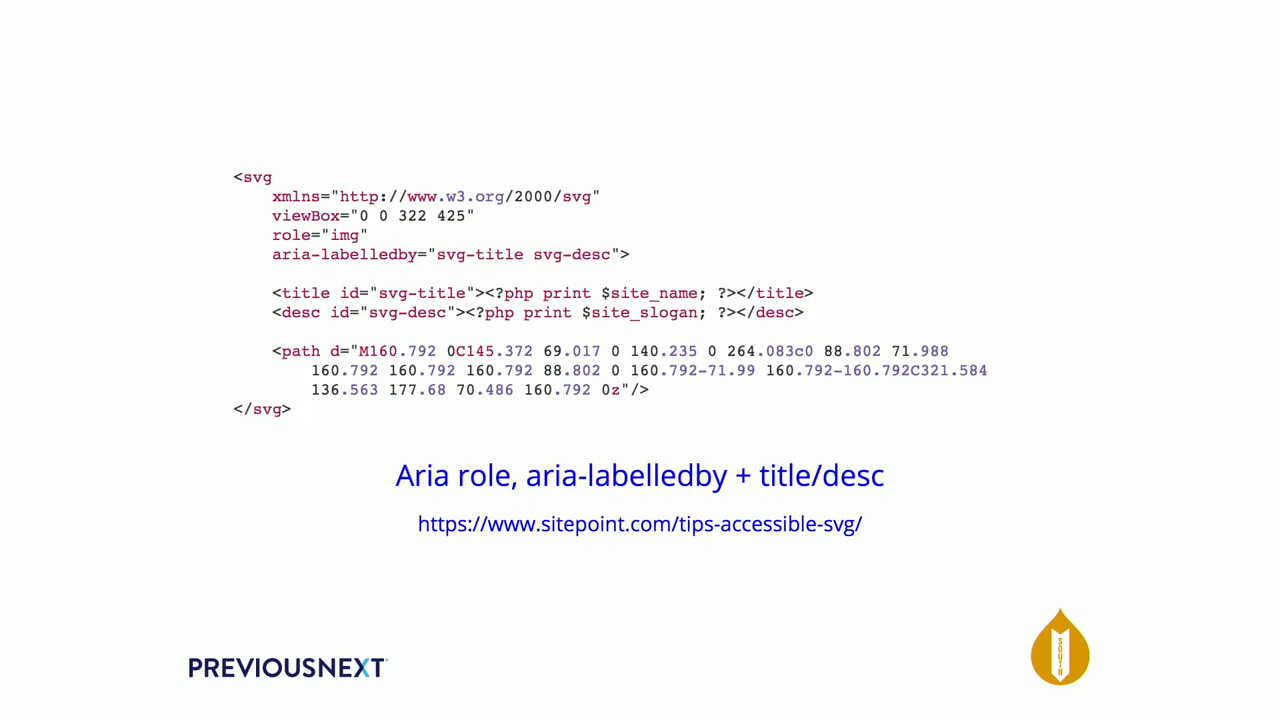 <svg
xmlns="http://www.w3.org/2000/svg"
viewBox="0 0 322 425"
role="img"
aria-labelledby="svg-title svg-desc">
<title id="svg-title"><?php print $site_name; ?></title>
<desc id="svg-desc"><?php print $site_slogan; ?></desc>
<path d="M160.792 0C145.372 69.017 0 140.235 0 264.083c0 88.802 71.988
160.792 160.792 160.792 88.802 0 160.792-71.99 160.792-160.792C321.584
136.563 177.68 70.486 160.792 0z"/>
</svg>
Aria role, aria-labelledby + title/desc
https://www.sitepoint.com/tips-accessible-svg/
PREVIOUSNEXT
SOUTH